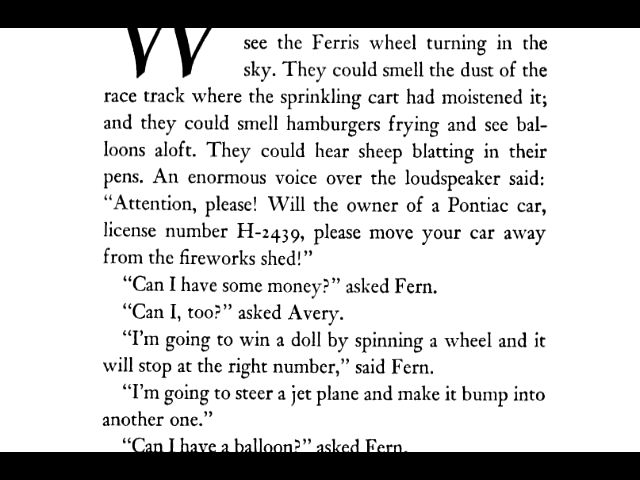 W
see the Ferris wheel turning in the
sky. They could smell the dust of the
race track where the sprinkling cart had moistened it;
and they could smell hamburgers frying and see bal-
loons aloft. They could hear sheep blatting in their
pens. An enormous voice over the loudspeaker said:
“Attention, please! Will the owner of a Pontiac car,
license number H-2439, please move your car away
from the fireworks shed!”
“Can I have some money?” asked Fern.
“Can I, too?” asked Avery.
“I'm going to win a doll by spinning a wheel and it
will stop at the right number,” said Fern.
“I'm going to steer a jet plane and make it bump into
another one.”
“Can I have a balloon?” asked Fern.